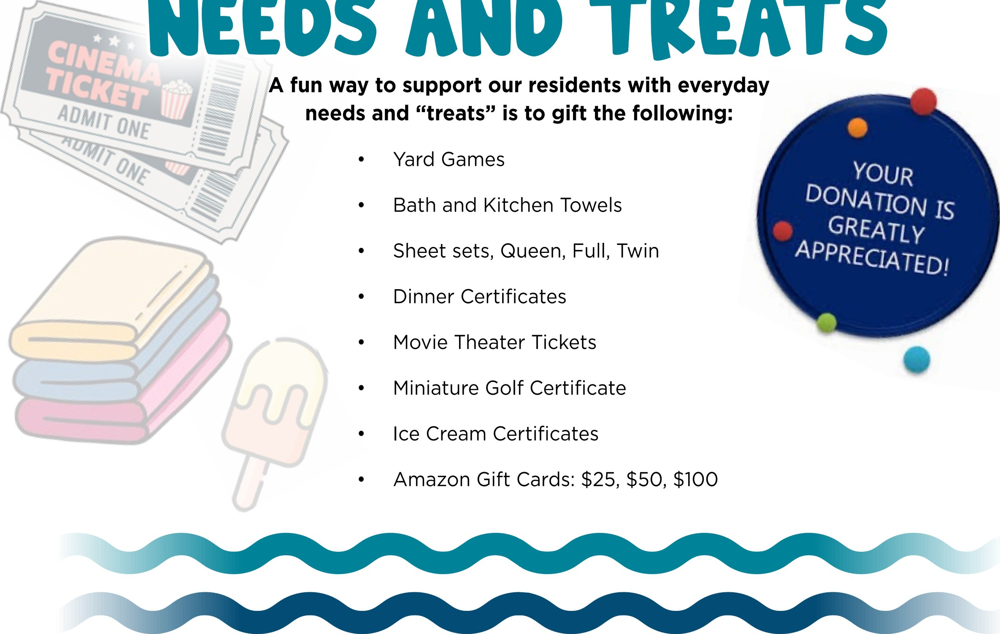 NEEDS AND TREATS
CINEMA
TICKET
ADMIT ONE
ADMIT ONE
A fun way to support our residents with everyday
needs and “treats” is to gift the following:
• Yard Games
• Bath and Kitchen Towels
• Sheet sets, Queen, Full, Twin
• Dinner Certificates
• Movie Theater Tickets
• Miniature Golf Certificate
• Ice Cream Certificates
• Amazon Gift Cards: $25, $50, $100
YOUR
DONATION IS
GREATLY
APPRECIATED!